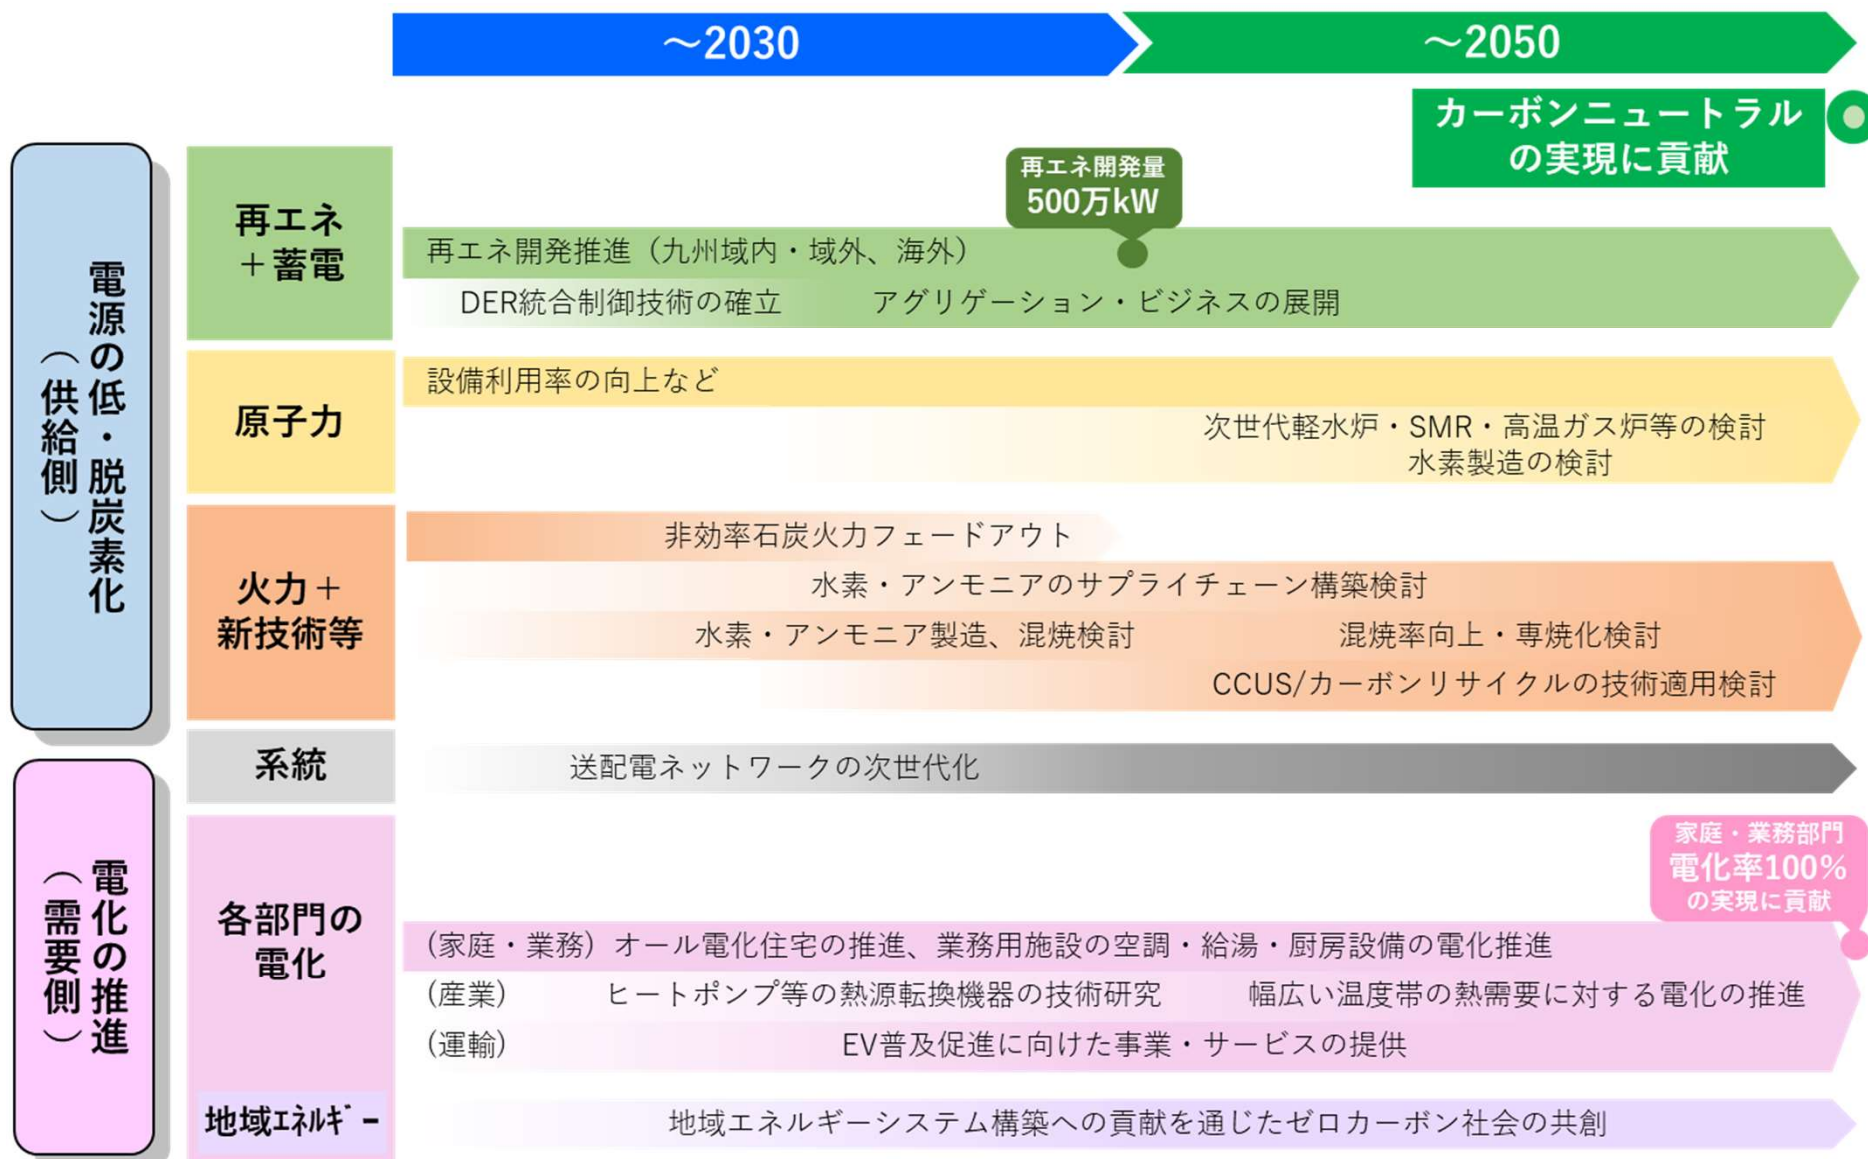 ～2030
～2050
カーボンニュートラル
の実現に貢献
電源の低・脱炭素化
（供給側）
再エネ
＋蓄電
再エネ開発量
500万kW
再エネ開発推進（九州域内・域外、海外）
DER統合制御技術の確立
アグリゲーション・ビジネスの展開
原子力
設備利用率の向上など
次世代軽水炉・SMR・高温ガス炉等の検討
水素製造の検討
火力＋
新技術等
非効率石炭火力フェードアウト
水素・アンモニアのサプライチェーン構築検討
水素・アンモニア製造、混焼検討
混焼率向上・専焼化検討
CCUS/カーボンリサイクルの技術適用検討
系統
送配電ネットワークの次世代化
電化の推進
（需要側）
各部門の
電化
家庭・業務部門
電化率100%
の実現に貢献
(家庭・業務) オール電化住宅の推進、業務用施設の空調・給湯・厨房設備の電化推進
(産業)
ヒートポンプ等の熱源転換機器の技術研究
幅広い温度帯の熱需要に対する電化の推進
(運輸)
EV普及促進に向けた事業・サービスの提供
地域ｴﾈﾙｷﾞｰ
地域エネルギーシステム構築への貢献を通じたゼロカーボン社会の共創